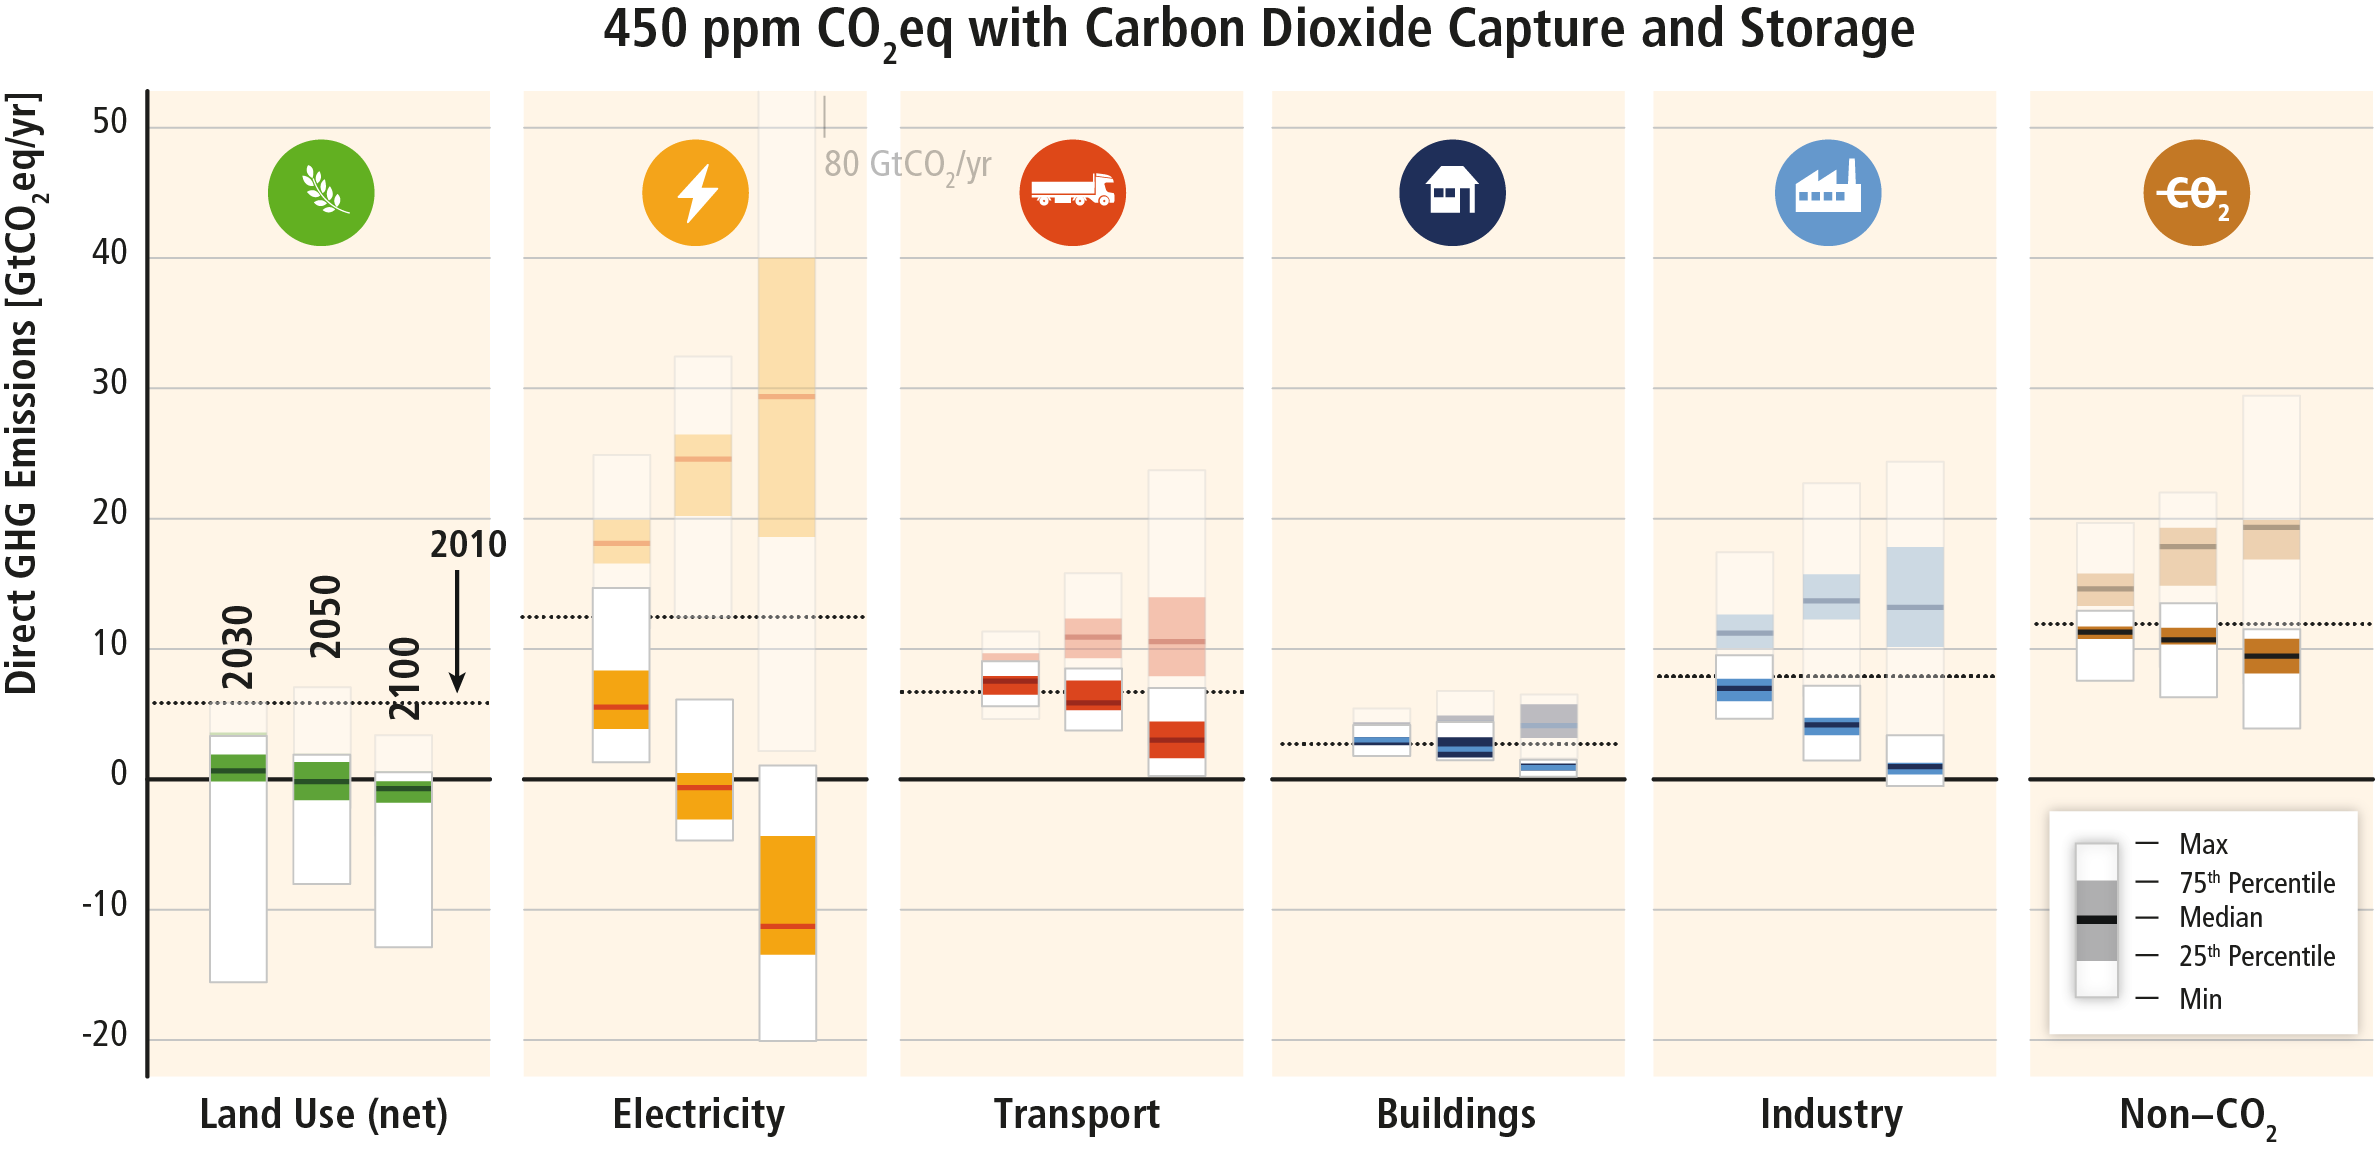 450 ppm CO₂eq with Carbon Dioxide Capture and Storage
Direct GHG Emissions [GtCO₂eq/yr]
50
40
30
20
10
0
-10
-20
2030
2050
2100
2010
80 GtCO₂/yr
CO₂
Max
75th Percentile
Median
25th Percentile
Min
Land Use (net)
Electricity
Transport
Buildings
Industry
Non–CO₂